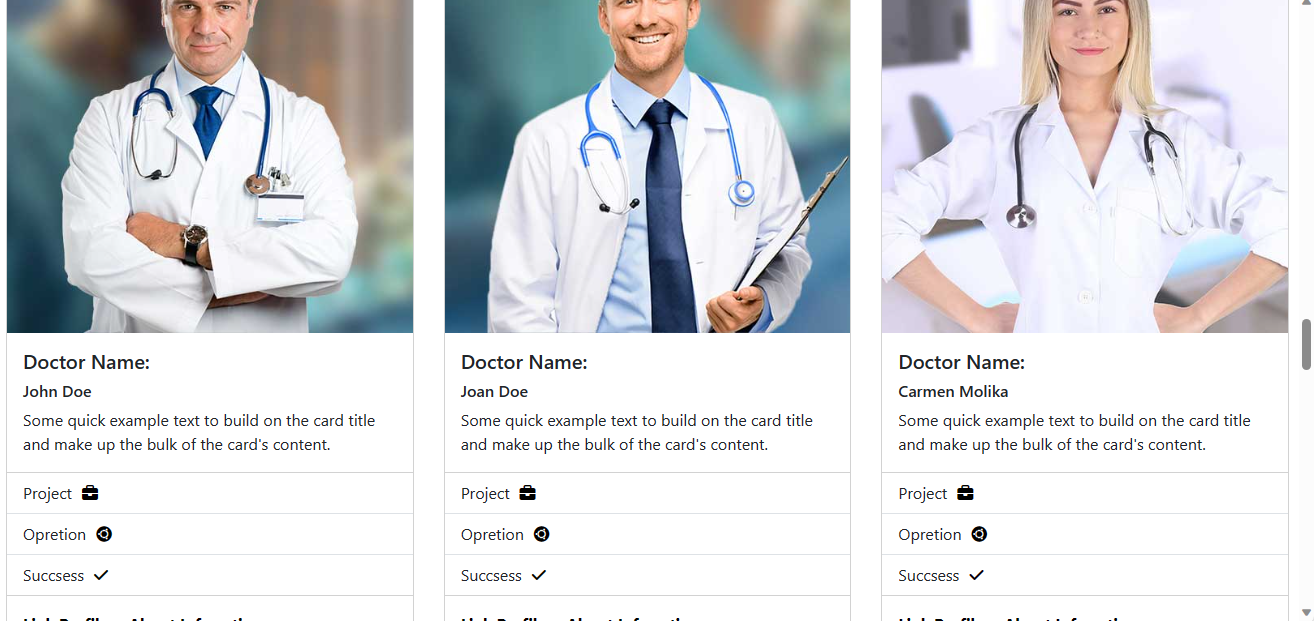 Doctor Name:
John Doe
Some quick example text to build on the card title
and make up the bulk of the card's content.
Project
Opretion
Succsess
Doctor Name:
Joan Doe
Some quick example text to build on the card title
and make up the bulk of the card's content.
Project
Opretion
Succsess
Doctor Name:
Carmen Molika
Some quick example text to build on the card title
and make up the bulk of the card's content.
Project
Opretion
Succsess